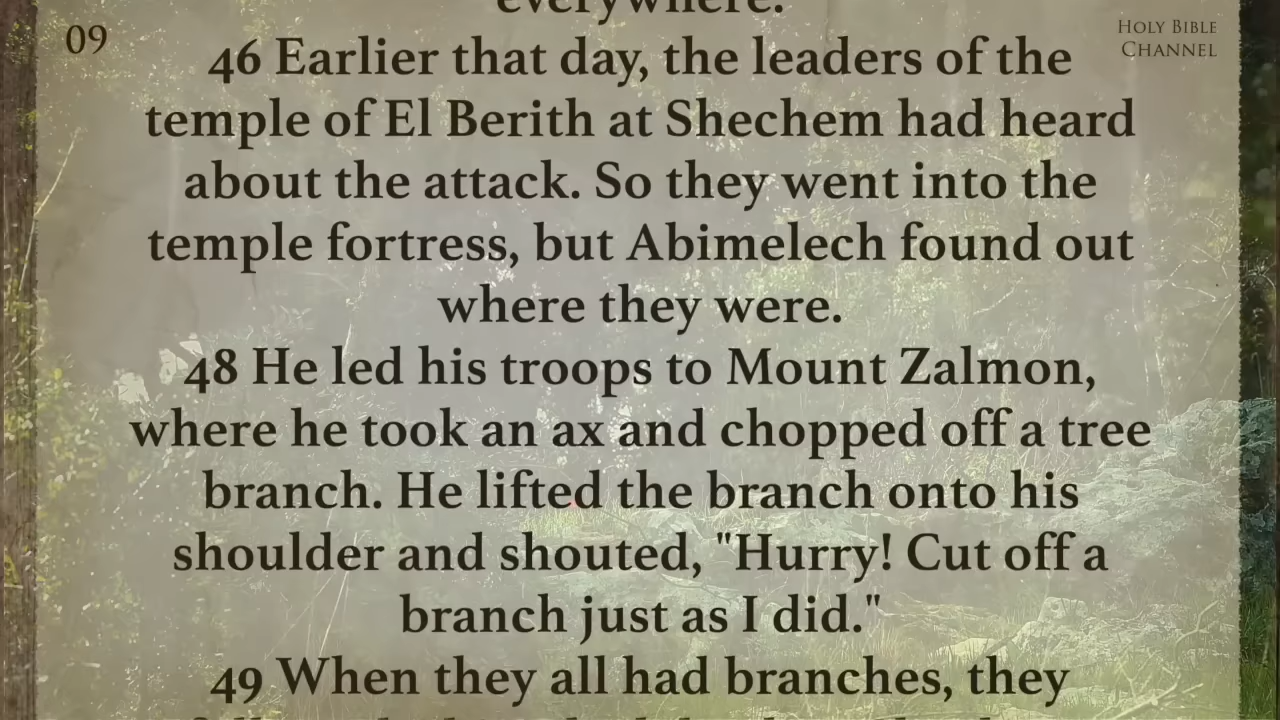 everywhere.
09
HOLY BIBLE
CHANNEL
46 Earlier that day, the leaders of the
temple of El Berith at Shechem had heard
about the attack. So they went into the
temple fortress, but Abimelech found out
where they were.
48 He led his troops to Mount Zalmon,
where he took an ax and chopped off a tree
branch. He lifted the branch onto his
shoulder and shouted, "Hurry! Cut off a
branch just as I did."
49 When they all had branches, they